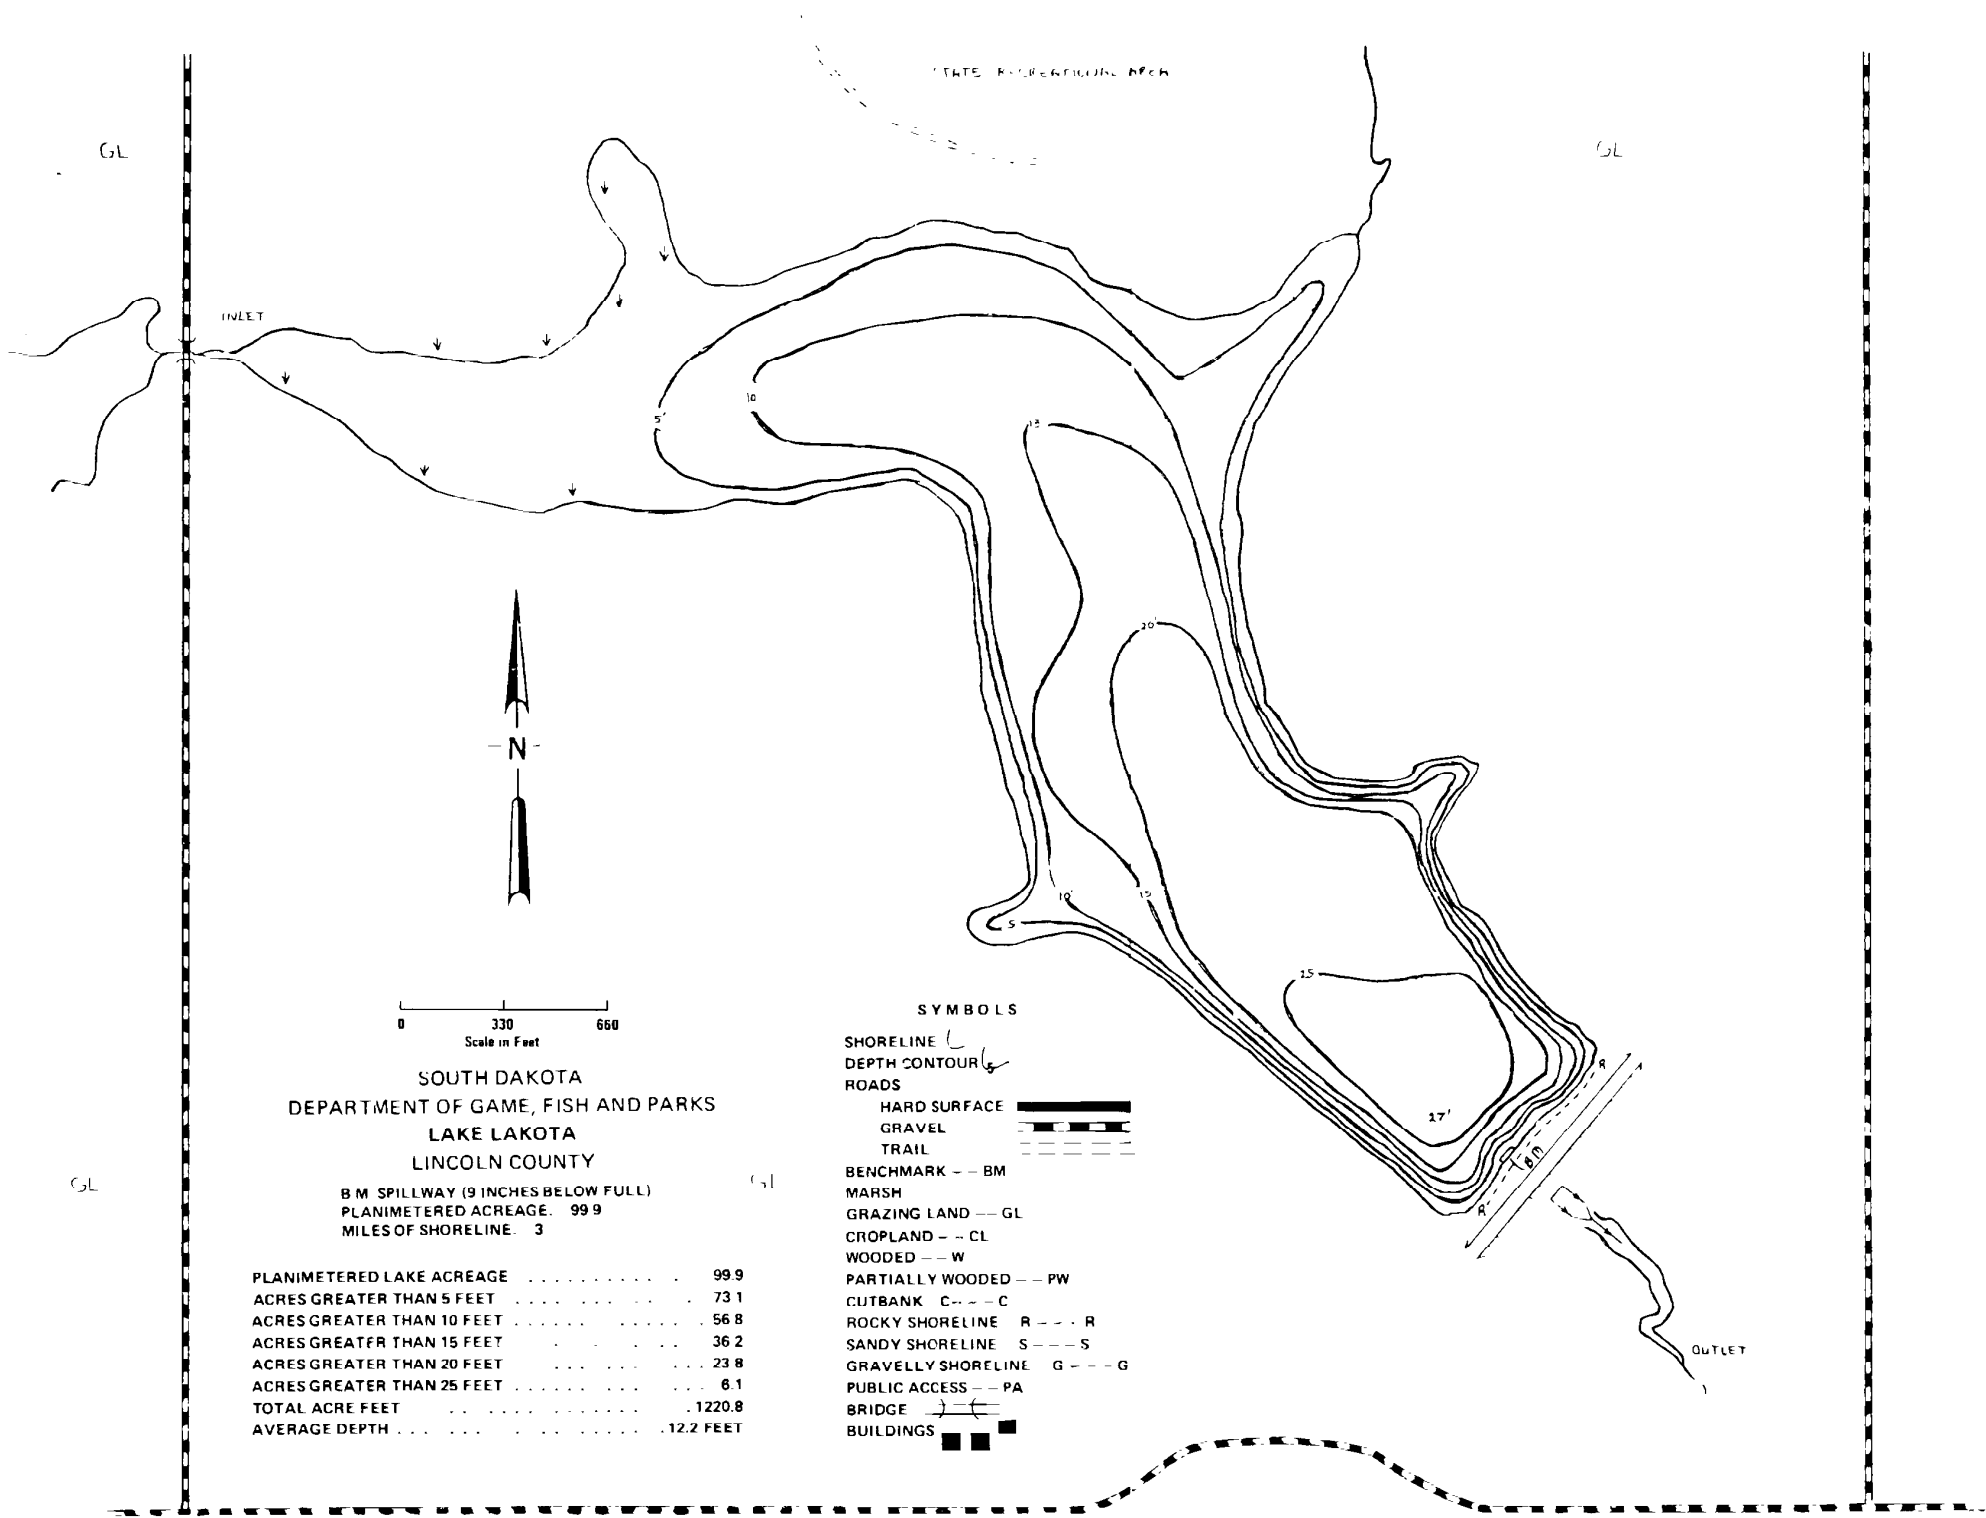 STATE RECREATIONAL AREA
GL
GL
INLET
5'
10
15
20'
N
10'
15
5
25
27'
R
BM
R
0 330 660
Scale in Feet
SOUTH DAKOTA
DEPARTMENT OF GAME, FISH AND PARKS
LAKE LAKOTA
LINCOLN COUNTY
B M SPILLWAY (9 INCHES BELOW FULL)
PLANIMETERED ACREAGE. 99 9
MILES OF SHORELINE. 3
GL
GL
PLANIMETERED LAKE ACREAGE . . . . . . . . . . . 99.9
ACRES GREATER THAN 5 FEET . . . . . . . . . . . 73 1
ACRES GREATER THAN 10 FEET . . . . . . . . . . . 56 8
ACRES GREATER THAN 15 FEET . . . . . 36 2
ACRES GREATER THAN 20 FEET . . . . . . . . . 23 8
ACRES GREATER THAN 25 FEET . . . . . . . . . . . 6.1
TOTAL ACRE FEET . . . . . . . . . . . 1220.8
AVERAGE DEPTH . . . . . . . . . . . . . 12.2 FEET
SYMBOLS
SHORELINE
DEPTH CONTOUR 5
ROADS
HARD SURFACE
GRAVEL
TRAIL
BENCHMARK -- BM
MARSH
GRAZING LAND -- GL
CROPLAND -- CL
WOODED -- W
PARTIALLY WOODED -- PW
CUTBANK C---C
ROCKY SHORELINE R---R
SANDY SHORELINE S---S
GRAVELLY SHORELINE G---G
PUBLIC ACCESS -- PA
BRIDGE
BUILDINGS
OUTLET